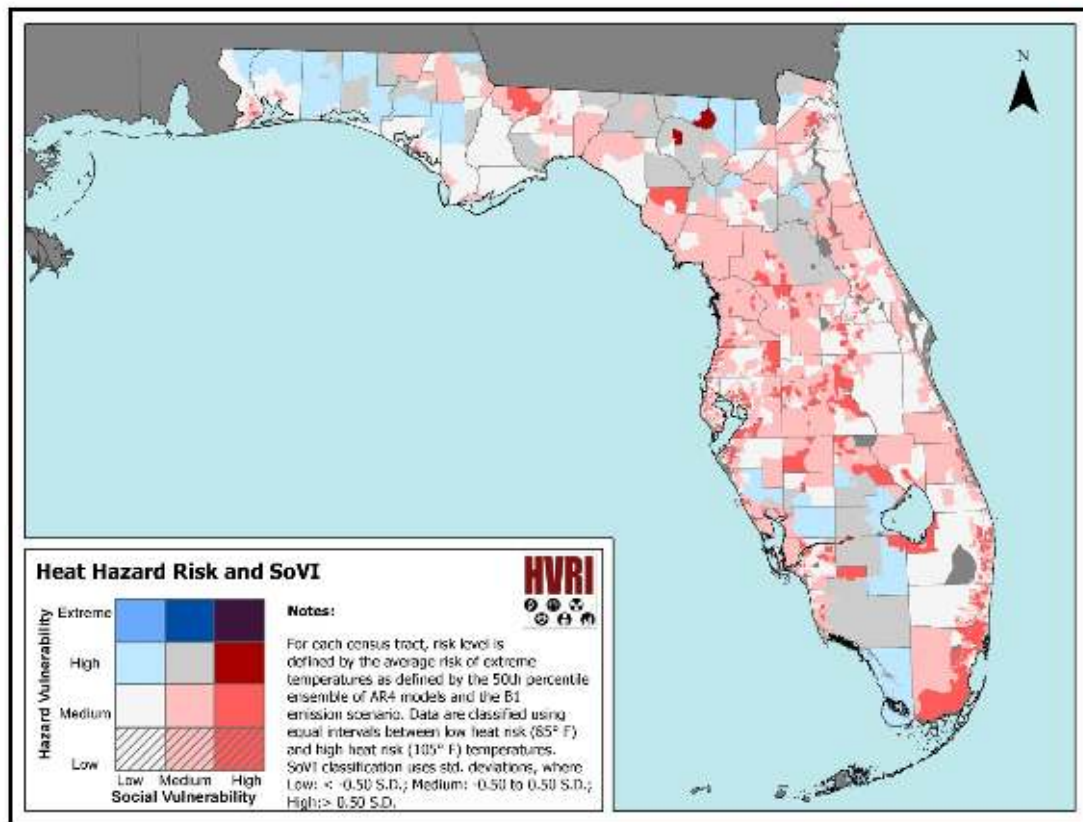 N
Heat Hazard Risk and SoVI
HVRI
Hazard Vulnerability
Extreme
High
Medium
Low
Low Medium High
Social Vulnerability
Notes:
For each census tract, risk level is
defined by the average risk of extreme
temperatures as defined by the 50th percentile
ensemble of AR4 models and the B1
emission scenario. Data are classified using
equal intervals between low heat risk (85° F)
and high heat risk (105° F) temperatures.
SoVI classification uses std. deviations, where
Low: < -0.50 S.D.; Medium: -0.50 to 0.50 S.D.;
High:> 0.50 S.D.